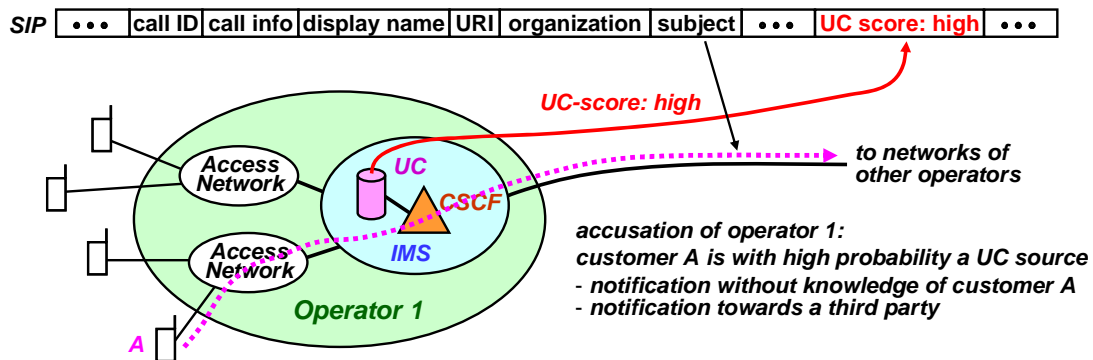 SIP ••• call ID call info display name URI organization subject ••• UC score: high •••
UC-score: high
Access
Network
UC
CSCF
IMS
to networks of
other operators
Access
Network
Operator 1
A
accusation of operator 1:
customer A is with high probability a UC source
- notification without knowledge of customer A
- notification towards a third party